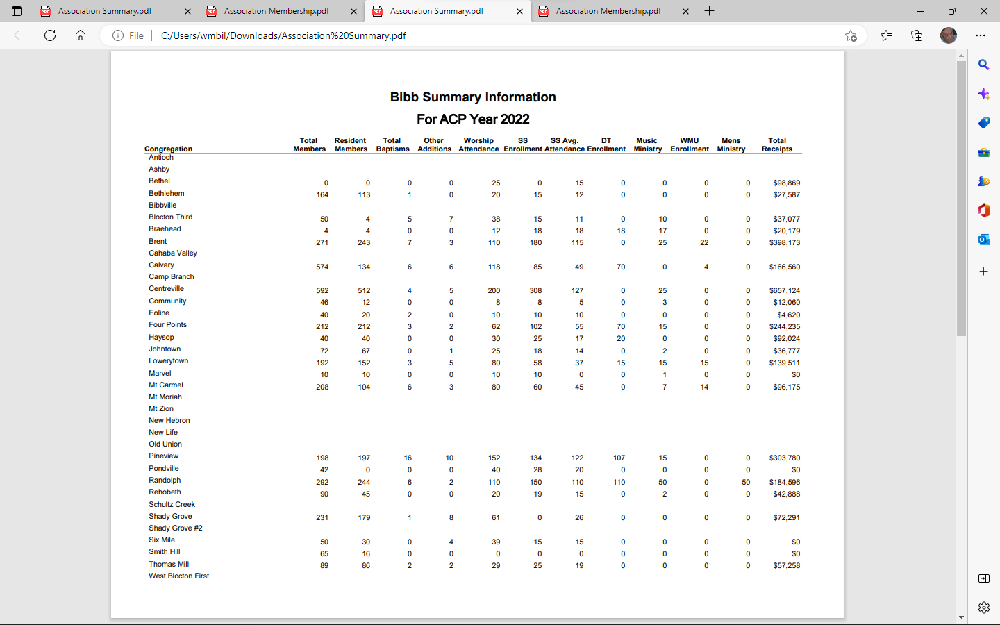 Association Summary.pdf Association Membership.pdf Association Summary.pdf Association Membership.pdf
File C:/Users/wmbil/Downloads/Association%20Summary.pdf
Bibb Summary Information
For ACP Year 2022
Total Resident Total Other Worship SS SS Avg. DT Music WMU Mens Total
Congregation Members Members Baptisms Additions Attendance Enrollment Attendance Enrollment Ministry Enrollment Ministry Receipts
Antioch
Ashby
Bethel 0 0 0 0 25 0 15 0 0 0 0 $98,869
Bethlehem 164 113 1 0 20 15 12 0 0 0 0 $27,587
Bibbville
Blocton Third 50 4 5 7 38 15 11 0 10 0 0 $37,077
Braehead 4 4 0 0 12 18 18 18 17 0 0 $20,179
Brent 271 243 7 3 110 180 115 0 25 22 0 $398,173
Cahaba Valley
Calvary 574 134 6 6 118 85 49 70 0 4 0 $166,560
Camp Branch
Centreville 592 512 4 5 200 308 127 0 25 0 0 $657,124
Community 46 12 0 0 8 8 5 0 3 0 0 $12,060
Eoline 40 20 2 0 10 10 10 0 0 0 0 $4,620
Four Points 212 212 3 2 62 102 55 70 15 0 0 $244,235
Haysop 40 40 0 0 30 25 17 20 0 0 0 $92,024
Johntown 72 67 0 1 25 18 14 0 2 0 0 $36,777
Lowerytown 192 152 3 5 80 58 37 15 15 15 0 $139,511
Marvel 10 10 0 0 10 10 0 0 1 0 0 $0
Mt Carmel 208 104 6 3 80 60 45 0 7 14 0 $96,175
Mt Moriah
Mt Zion
New Hebron
New Life
Old Union
Pineview 198 197 16 10 152 134 122 107 15 0 0 $303,780
Pondville 42 0 0 0 40 28 20 0 0 0 0 $0
Randolph 292 244 6 2 110 150 110 110 50 0 50 $184,596
Rehobeth 90 45 0 0 20 19 15 0 2 0 0 $42,888
Schultz Creek
Shady Grove 231 179 1 8 61 0 26 0 0 0 0 $72,291
Shady Grove #2
Six Mile 50 30 0 4 39 15 15 0 0 0 0 $0
Smith Hill 65 16 0 0 0 0 0 0 0 0 0 $0
Thomas Mill 89 86 2 2 29 25 19 0 0 0 0 $57,258
West Blocton First